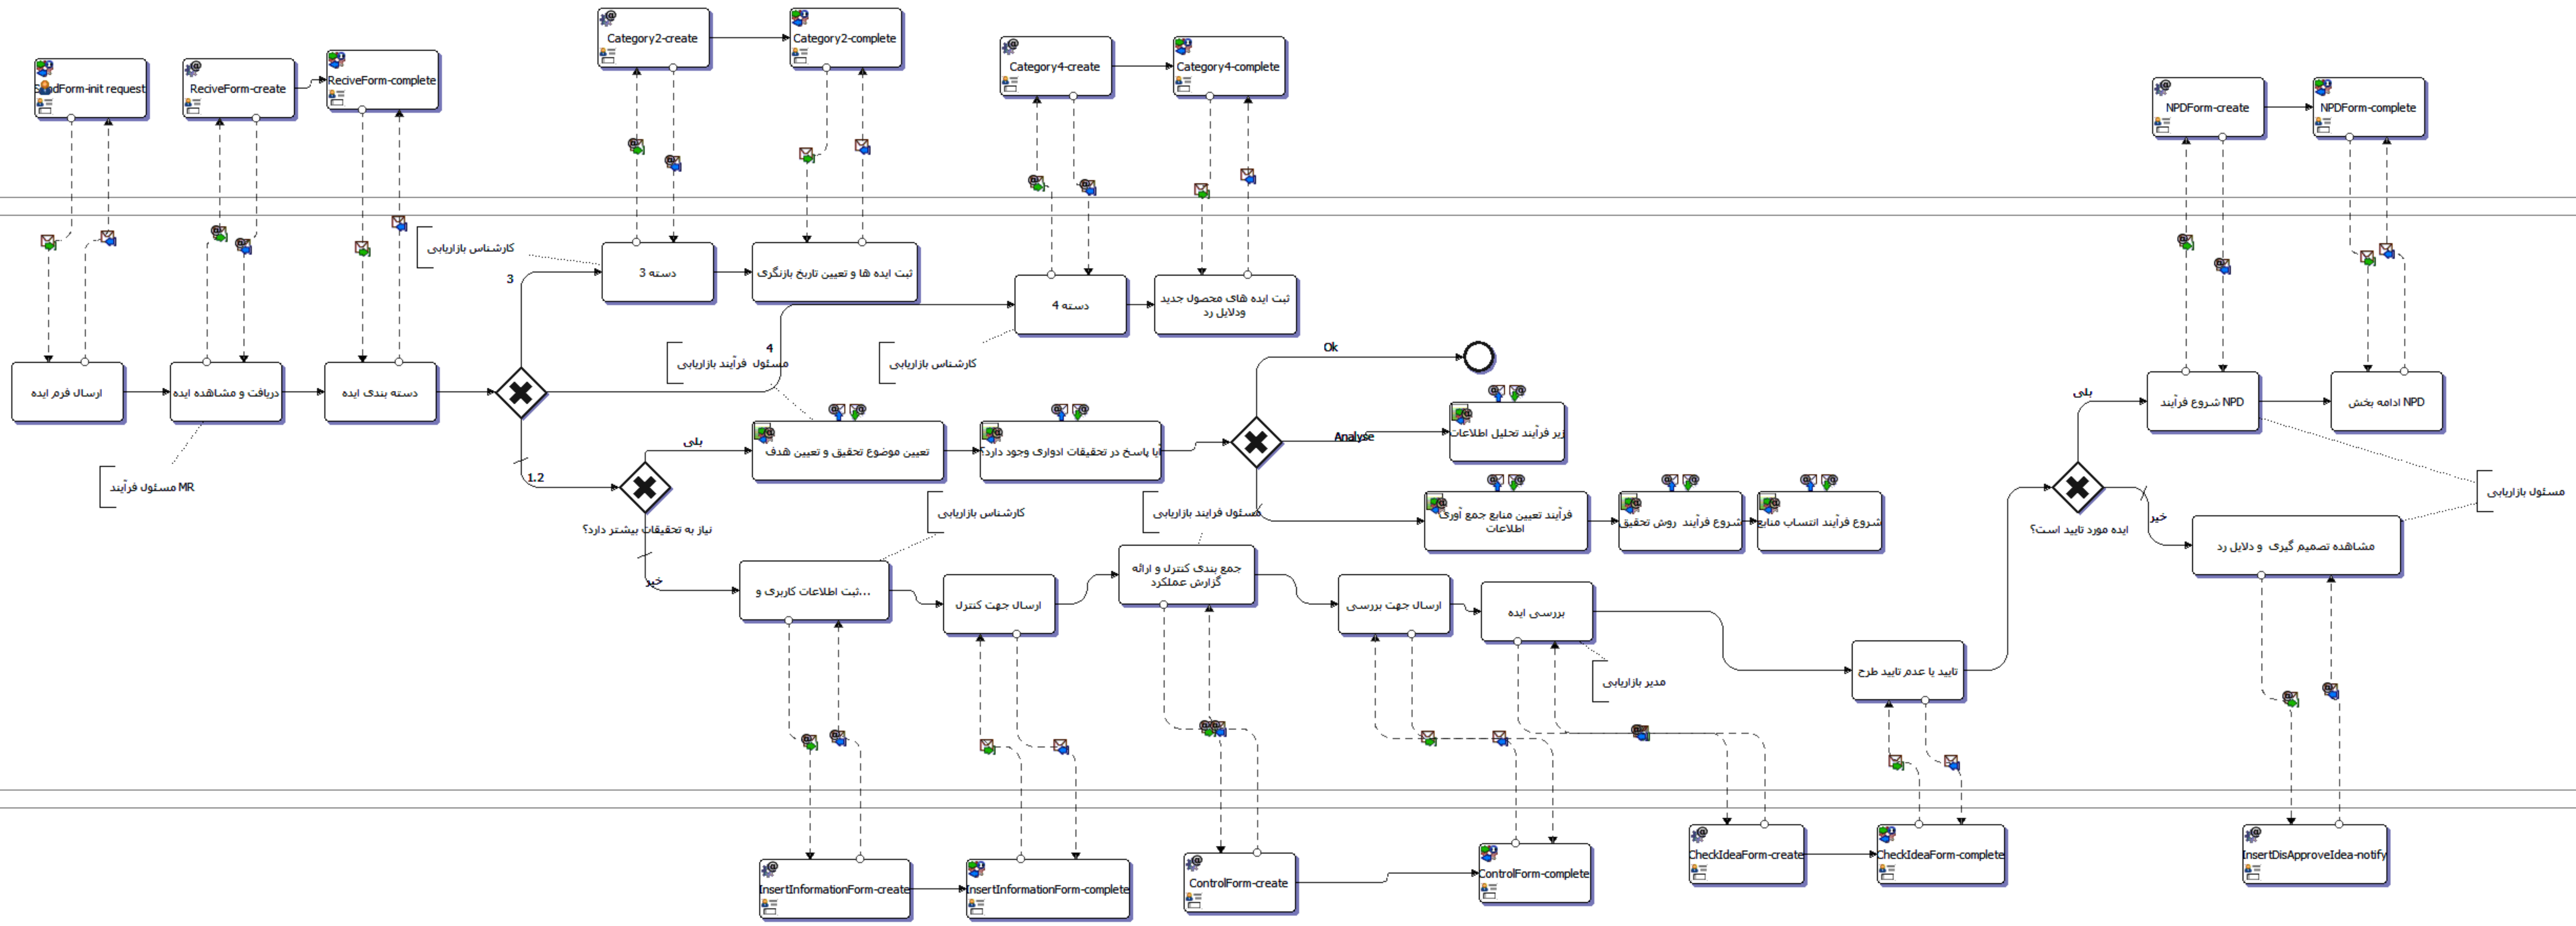 Category2-create
Category2-complete
Category4-create
Category4-complete
ndForm-init request
ReciveForm-create
ReciveForm-complete
NPDForm-create
NPDForm-complete
کارشناس بازاریابی
3
دسته 3
ثبت ایده ها و تعیین تاریخ بازنگری
دسته 4
ثبت ایده های محصول جدید
ودلایل رد
4
مسئول فرآیند بازاریابی
کارشناس بازاریابی
Ok
ارسال فرم ایده
دریافت و مشاهده ایده
دسته بندی ایده
بلی
شروع فرآیند NPD
ادامه بخش NPD
بلی
تعیین موضوع تحقیق و تعیین هدف
آیا پاسخ در تحقیقات ادواری وجود دارد؟
Analyse
زیر فرآیند تحلیل اطلاعات
مسئول فرآیند MR
1.2
کارشناس بازاریابی
مسئول فرایند بازاریابی
فرآیند تعیین منابع جمع آوری
اطلاعات
شروع فرآیند روش تحقیق
شروع فرآیند انتساب منابع
مسئول بازاریابی
نیاز به تحقیقات بیشتر دارد؟
ایده مورد تایید است؟
خیر
مشاهده تصمیم گیری و دلایل رد
خیر
ثبت اطلاعات کاربری و...
ارسال جهت کنترل
جمع بندی کنترل و ارائه
گزارش عملکرد
ارسال جهت بررسی
بررسی ایده
مدیر بازاریابی
تایید یا عدم تایید طرح
InsertInformationForm-create
InsertInformationForm-complete
ControlForm-create
ControlForm-complete
CheckIdeaForm-create
CheckIdeaForm-complete
InsertDisApproveIdea-notify